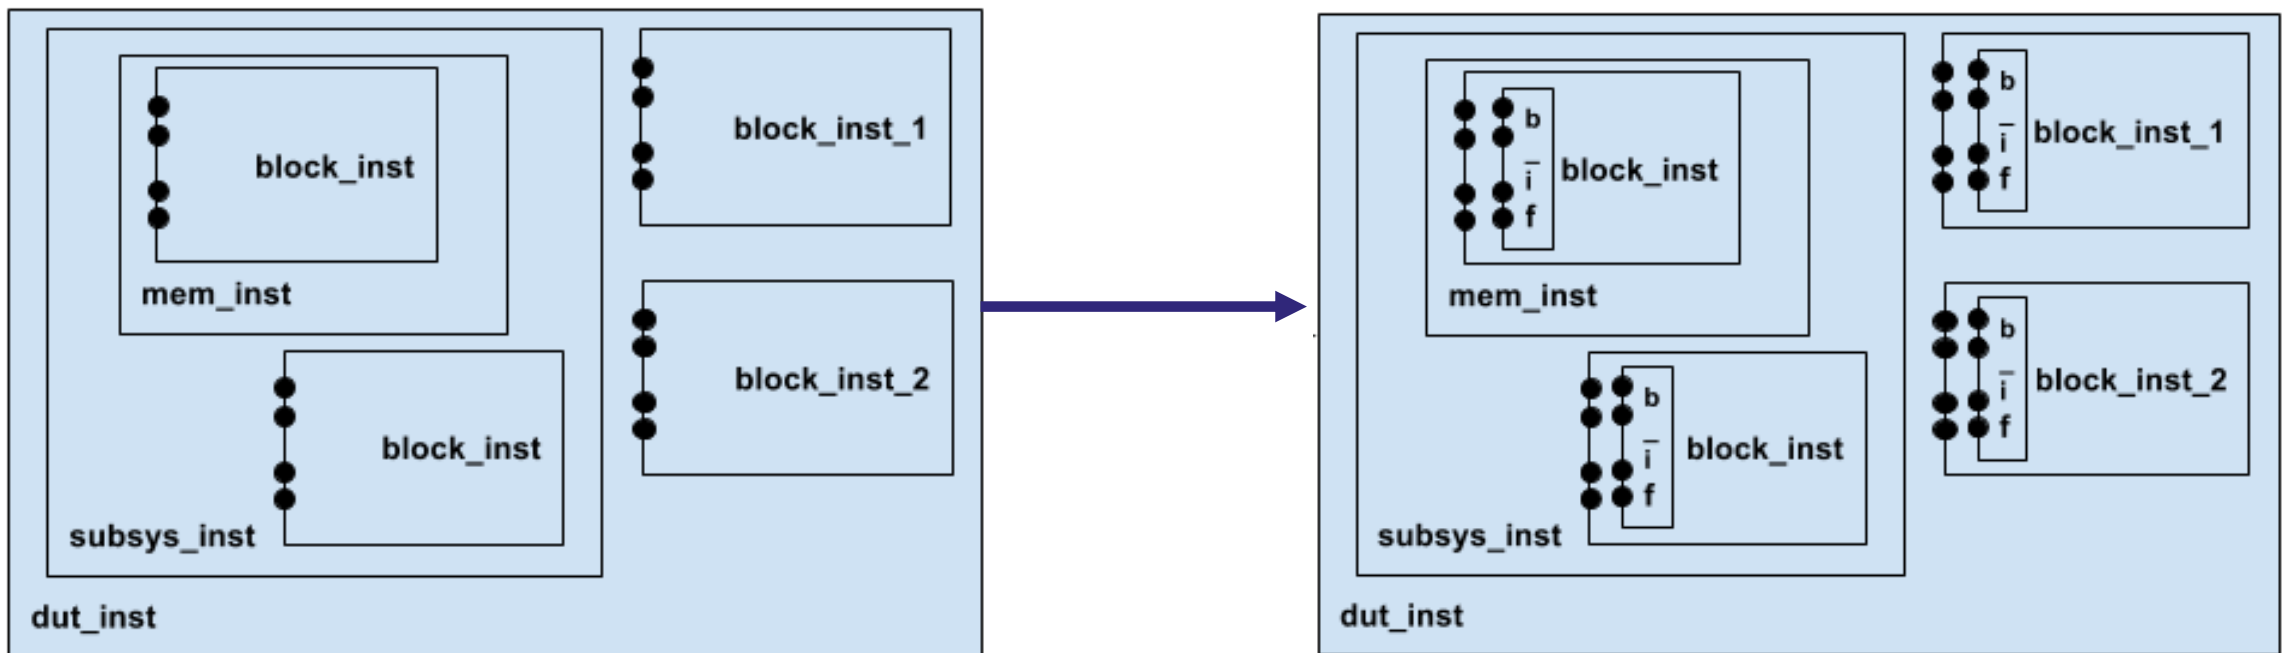 block_inst
mem_inst
block_inst
subsys_inst
dut_inst
block_inst_1
block_inst_2
b
_
i
f
block_inst
mem_inst
b
_
i
f
block_inst
subsys_inst
dut_inst
b
_
i
f
block_inst_1
b
_
i
f
block_inst_2